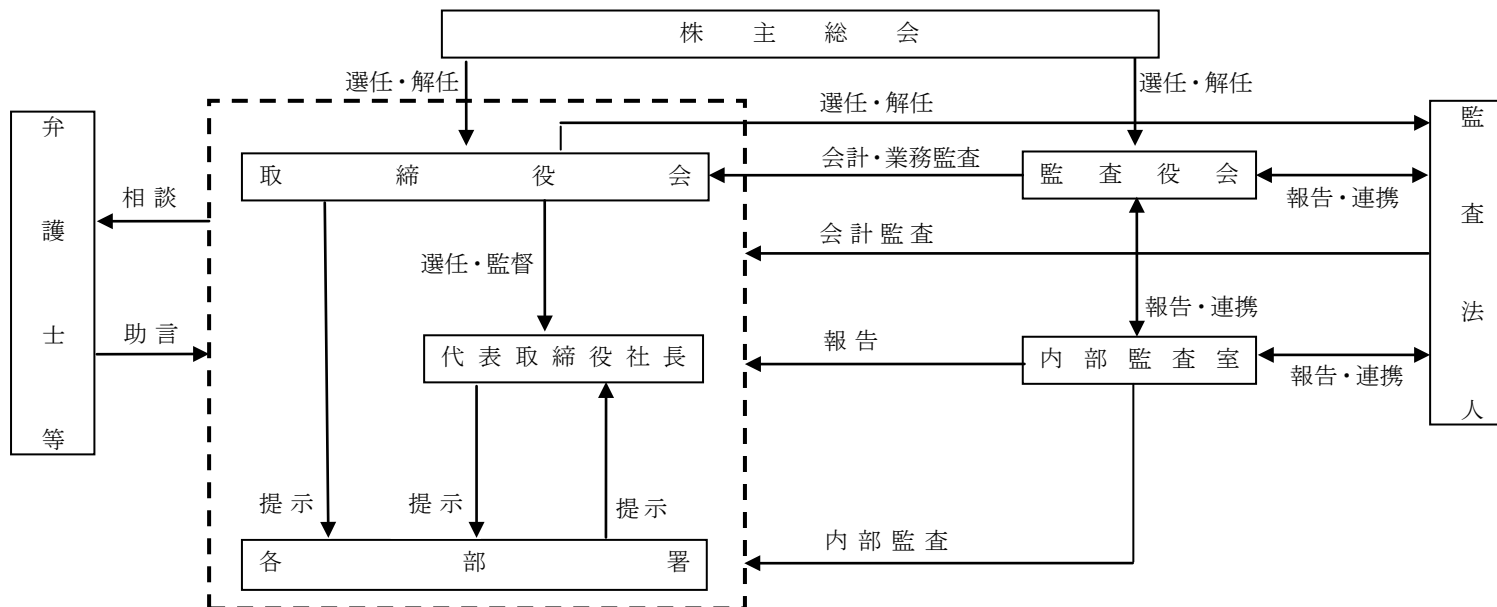 株主総会
選任・解任
選任・解任
選任・解任
弁護士等
監査法人
取締役会
会計・業務監査
監査役会
報告・連携
相談
会計監査
選任・監督
報告・連携
助言
報告
代表取締役社長
内部監査室
報告・連携
提示
提示
提示
内部監査
各部署